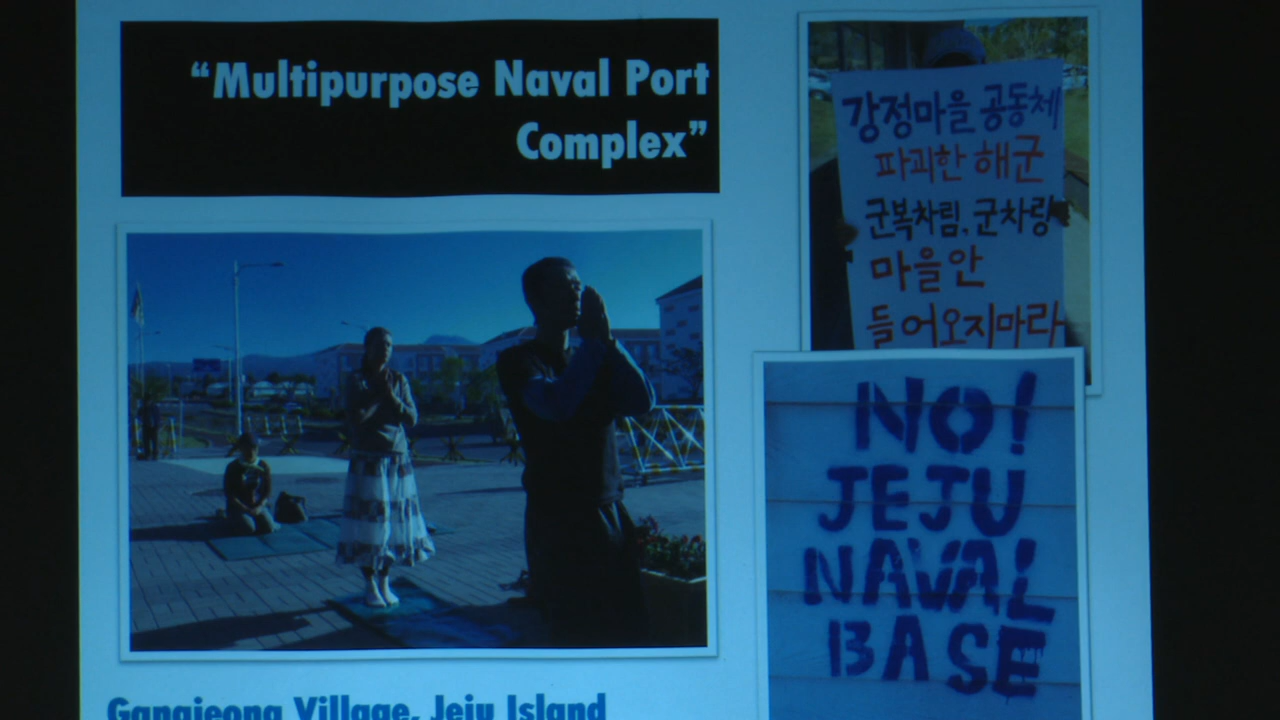 “Multipurpose Naval Port
Complex”
강정마을 공동체
파괴한 해군
군복차림, 군차량
마을안
들어오지마라
NO!
JEJU
NAVAL
BASE
Gangjeong Village, Jeju Island